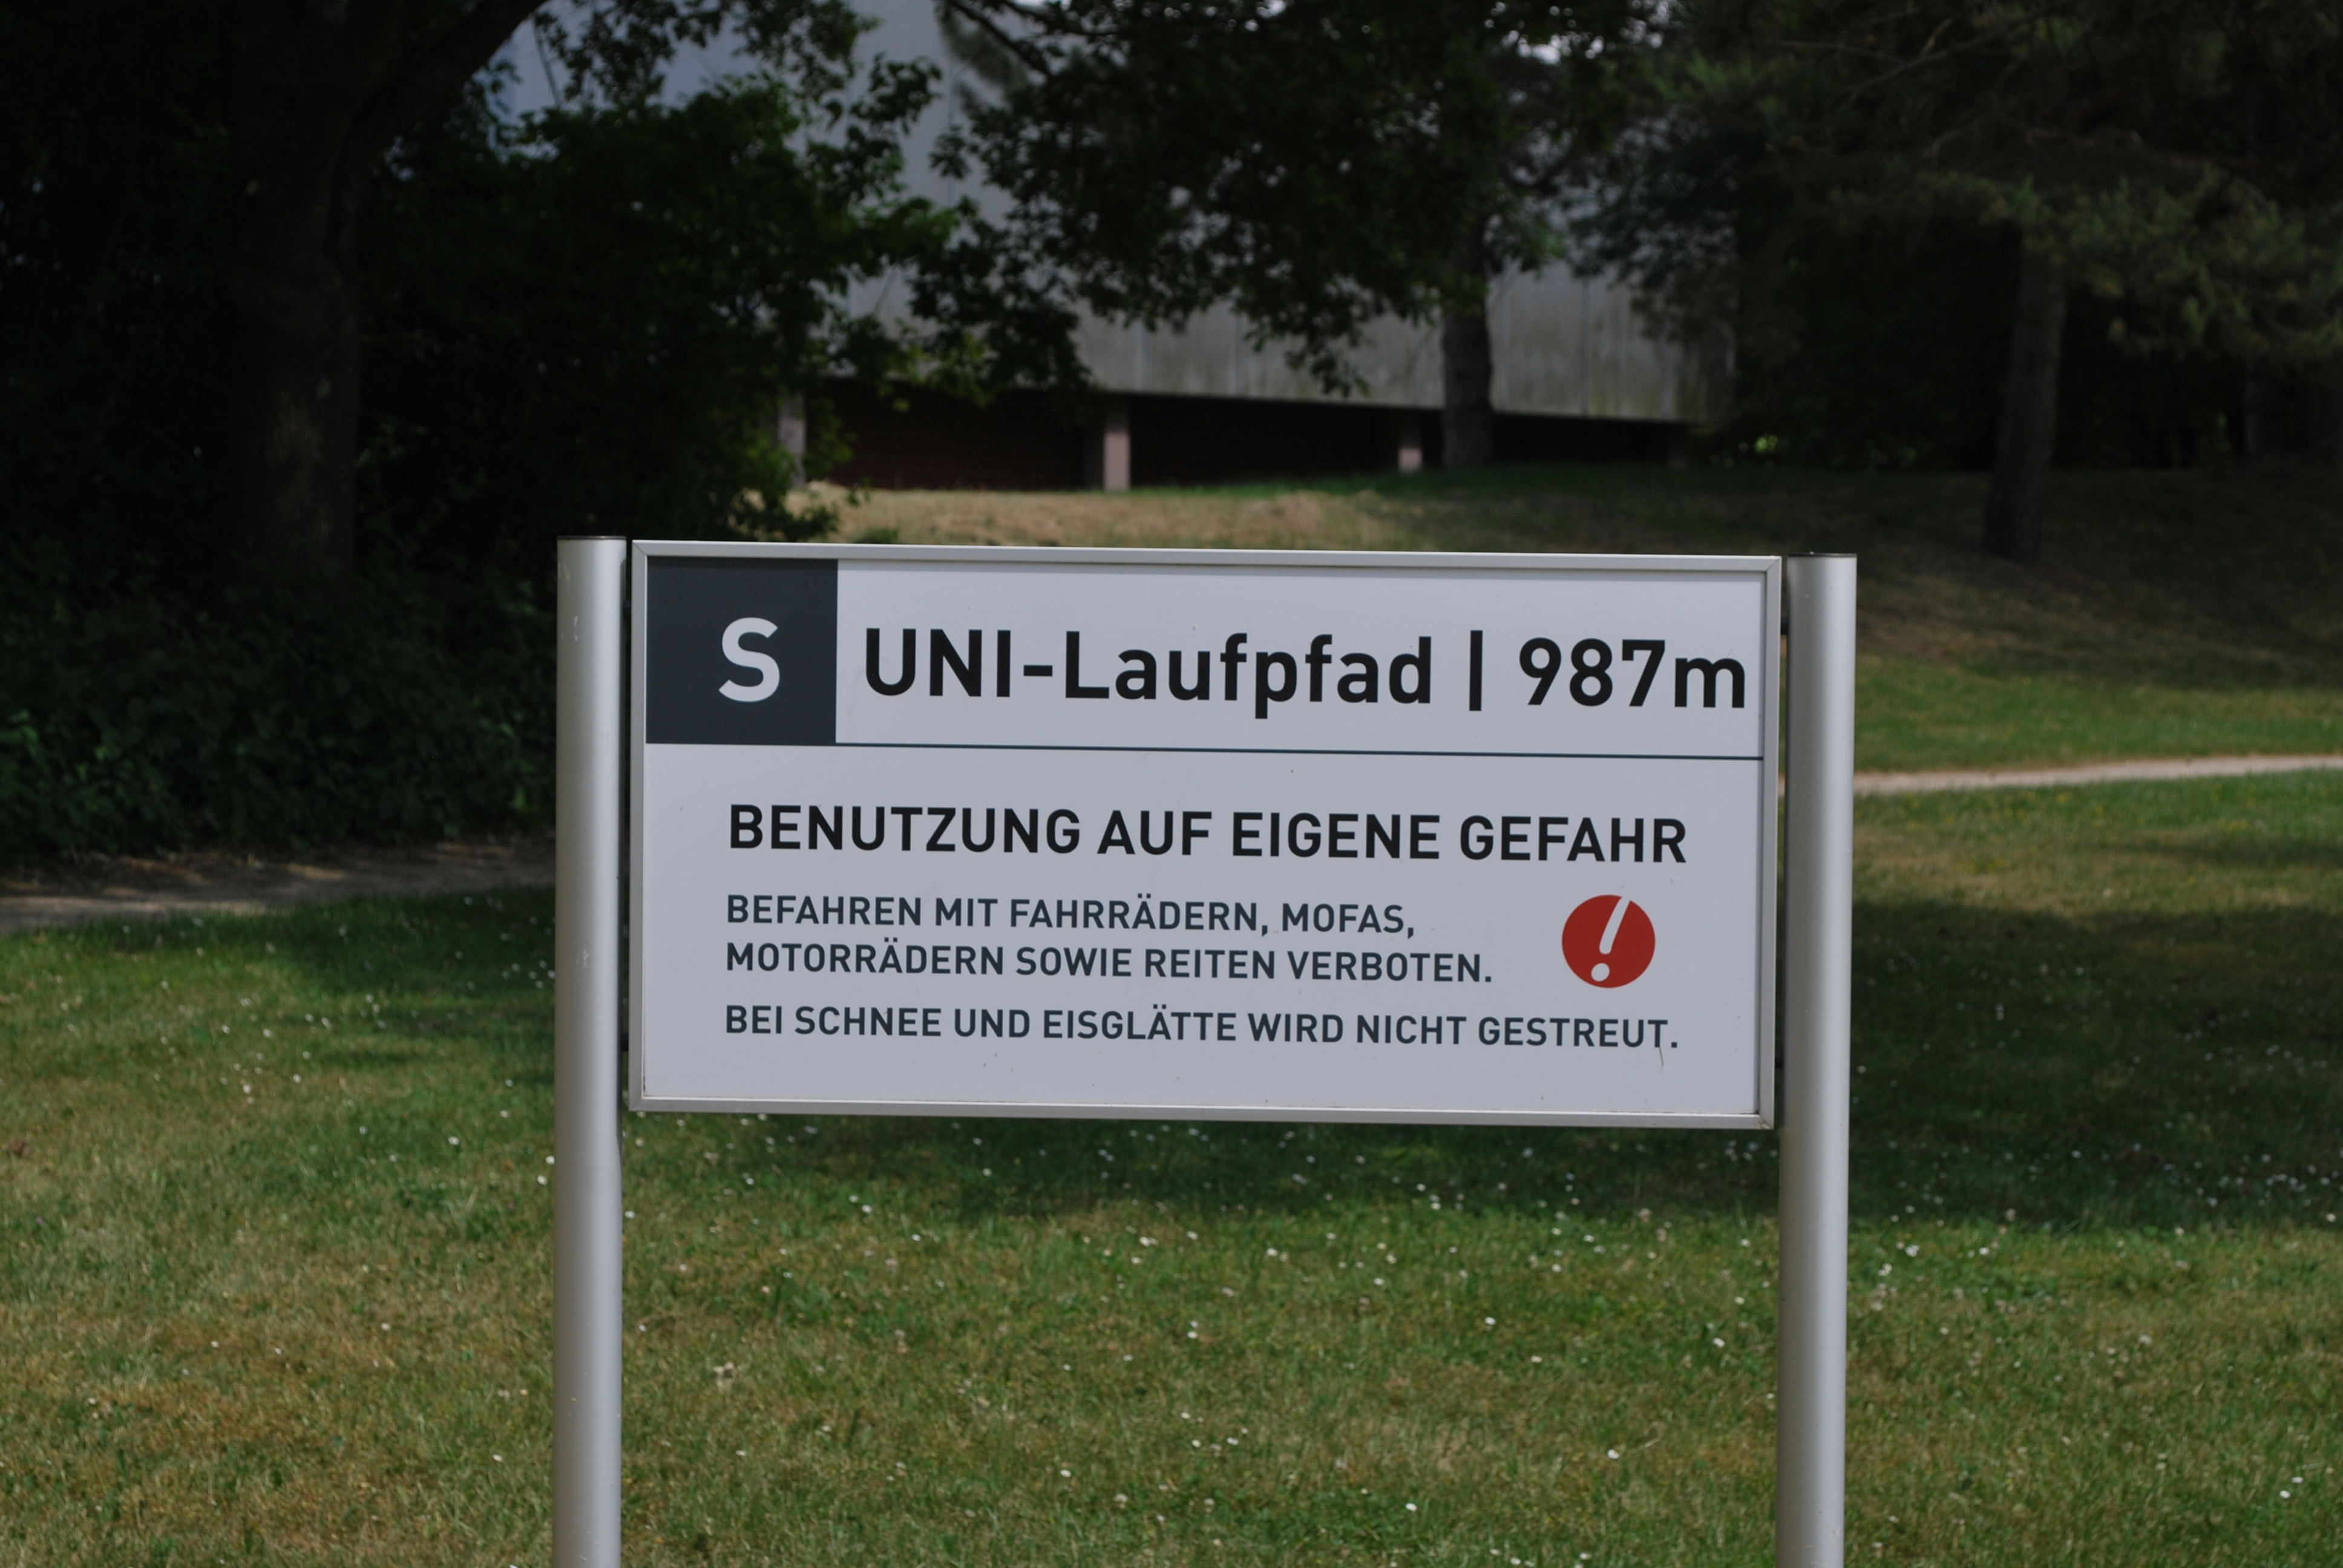 S UNI-Laufpfad | 987m
BENUTZUNG AUF EIGENE GEFAHR
BEFAHREN MIT FAHRRÄDERN, MOFAS,
MOTORRÄDERN SOWIE REITEN VERBOTEN.
!
BEI SCHNEE UND EISGLÄTTE WIRD NICHT GESTREUT.